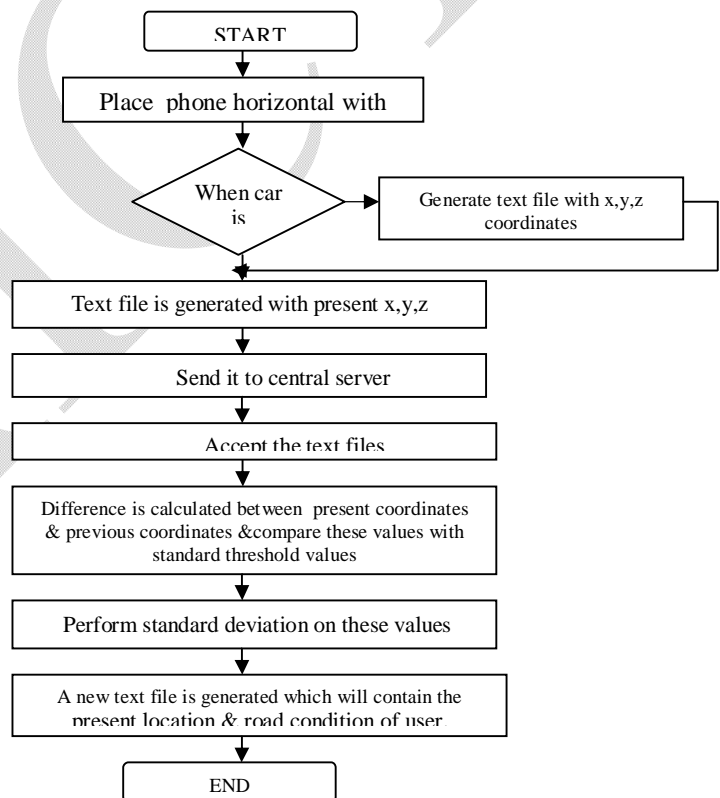 START
Place phone horizontal with
When car
is
Generate text file with x,y,z
coordinates
Text file is generated with present x,y,z
Send it to central server
Accept the text files
Difference is calculated between present coordinates
& previous coordinates &compare these values with
standard threshold values
Perform standard deviation on these values
A new text file is generated which will contain the
present location & road condition of user.
END